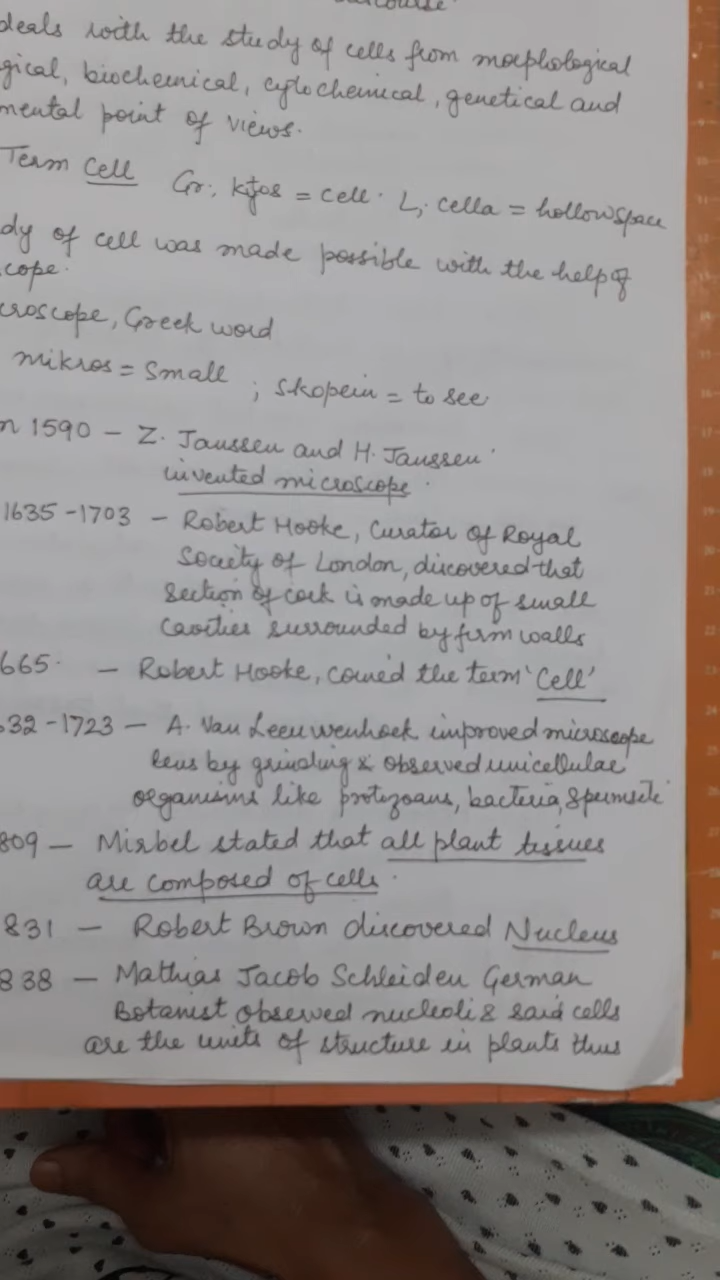 deals with the study of cells from morphological
gical, biochemical, cytochemical, genetical and
mental point of views.
Term Cell Gr: kytos = cell. L; cella = hollow space
dy of cell was made possible with the help of
cope.
croscope, Greek word
mikros = Small ; Skopein = to see
n 1590 - Z. Janssen and H. Janssen
invented microscope.
1635-1703 - Robert Hooke, Curator of Royal
Society of London, discovered that
section of cork is made up of small
cavities surrounded by firm walls
665. - Robert Hooke, coined the term 'Cell'
632-1723 - A. Van Leeuwenhoek improved microscope
lens by grinding & observed unicellular
organisms like protozoans, bacteria,
809 - Mirbel stated that all plant tissues
are composed of cells.
831 - Robert Brown discovered Nucleus
838 - Mathias Jacob Schleiden German
Botanist observed nucleoli & said cells
are the units of structure in plants thus